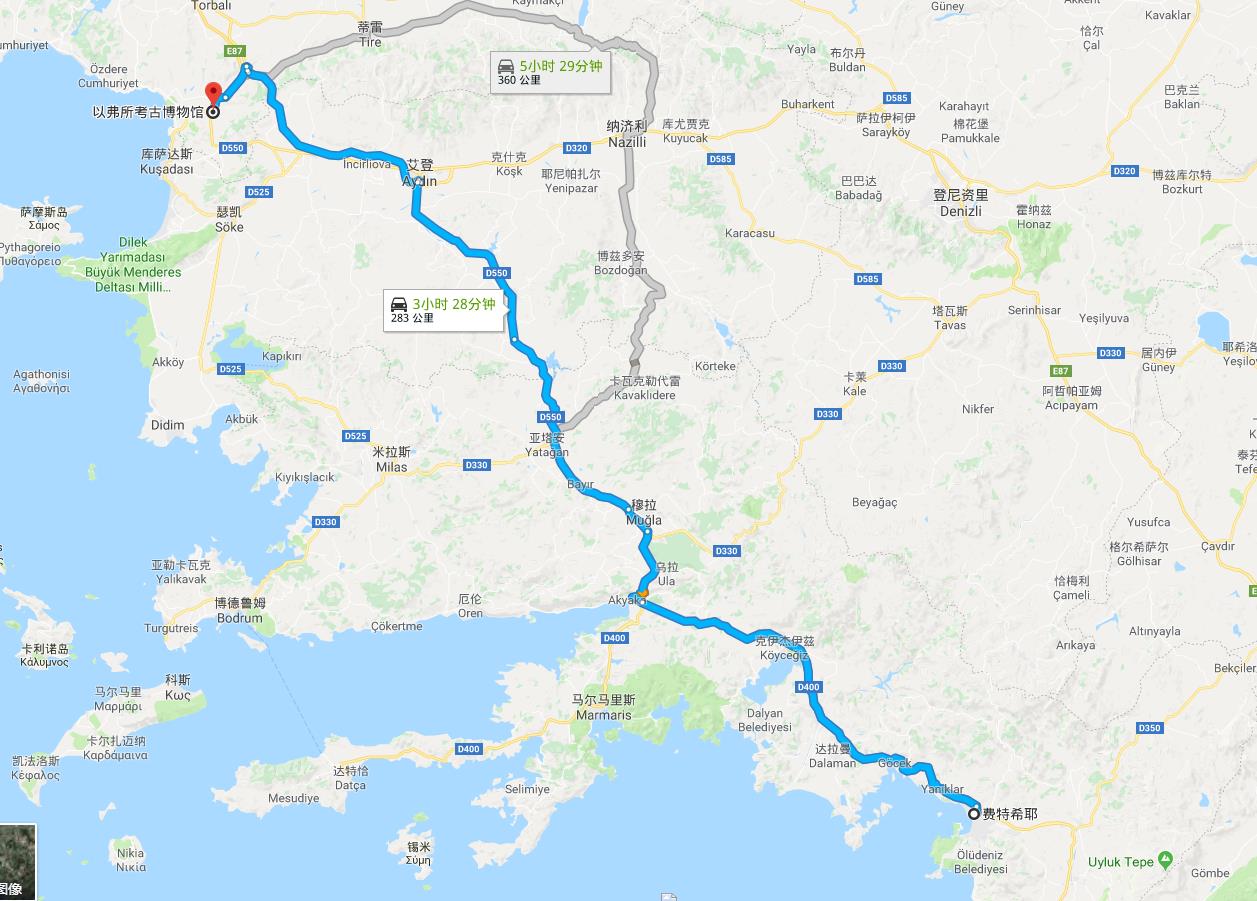 Torbalı
Kaymakçı
Güney
Kavaklar
蒂雷
Tire
恰尔
Çal
E87
Yayla
布尔丹
Buldan
5小时 29分钟
360 公里
Özdere
Cumhuriyet
巴克兰
Baklan
D585
Buharkent
Karahayıt
以弗所考古博物馆
萨拉伊柯伊
Sarayköy
棉花堡
Pamukkale
纳济利
Nazilli
库尤贾克
Kuyucak
D550
D320
库萨达斯
Kuşadası
İncirliova
艾登
Aydın
克什克
Köşk
D585
耶尼帕扎尔
Yenipazar
D320
博兹库尔特
Bozkurt
巴巴达
Babadağ
D525
登尼资里
Denizli
萨摩斯岛
Σάμος
瑟凯
Söke
霍纳兹
Honaz
Karacasu
Pythagoreio
Πυθαγόρειο
Dilek
Yarımadası
Büyük Menderes
Deltası Milli...
博兹多安
Bozdoğan
D550
D585
3小时 28分钟
283 公里
塔瓦斯
Tavas
Serinhisar
Yeşilyuva
Akköy
Kapıkırı
D525
D330
居内伊
Güney
Agathonisi
Αγαθονήσι
Körteke
D330
E87
卡瓦克勒代雷
Kavaklıdere
卡莱
Kale
阿哲帕亚姆
Acıpayam
Didim
Akbük
D550
D330
Nikfer
D525
亚塔安
Yatağan
米拉斯
Milas
D330
Kıyıkışlacık
Bayır
穆拉
Muğla
Beyağaç
D330
Yusufca
D330
格尔希萨尔
Gölhisar
Çavdır
亚勒卡瓦克
Yalıkavak
乌拉
Ula
恰梅利
Çameli
博德鲁姆
Bodrum
厄伦
Ören
Akyaka
Turgutreis
Çökertme
D400
克伊杰伊兹
Köyceğiz
Altınyayla
Arıkaya
卡利诺岛
Κάλυμνος
科斯
Κως
马尔马里
Μαρμάρι
D400
马尔马里斯
Marmaris
Dalyan
Belediyesi
D350
卡尔扎迈纳
Καρδάμαινα
D400
达拉曼
Dalaman
凯法洛斯
Κέφαλος
达特恰
Datça
Göcek
Mesudiye
Selimiye
Yanıklar
费特希耶
锡米
Σύμη
Nikia
Νικιά
Ölüdeniz
Belediyesi
Uyluk Tepe
Gömbe
图像